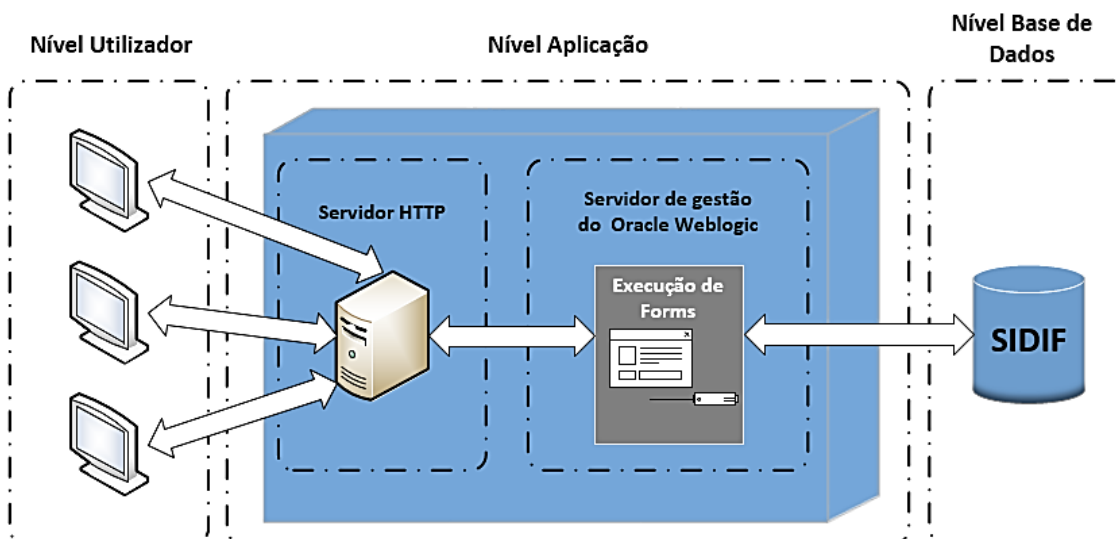 Nível Utilizador
Nível Aplicação
Nível Base de
Dados
Servidor HTTP
Servidor de gestão
do Oracle Weblogic
Execução de
Forms
SIDIF